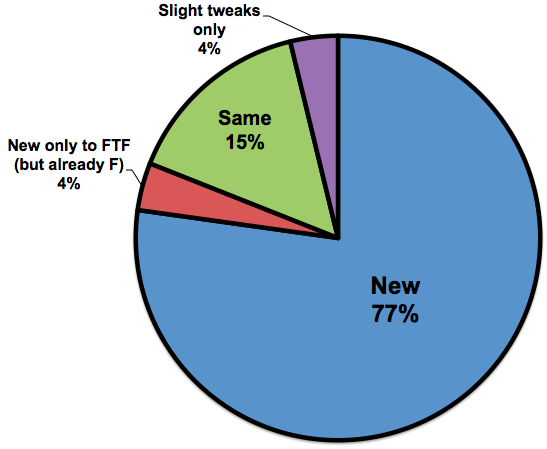 Slight tweaks
only
4%
Same
15%
New only to FTF
(but already F)
4%
New
77%